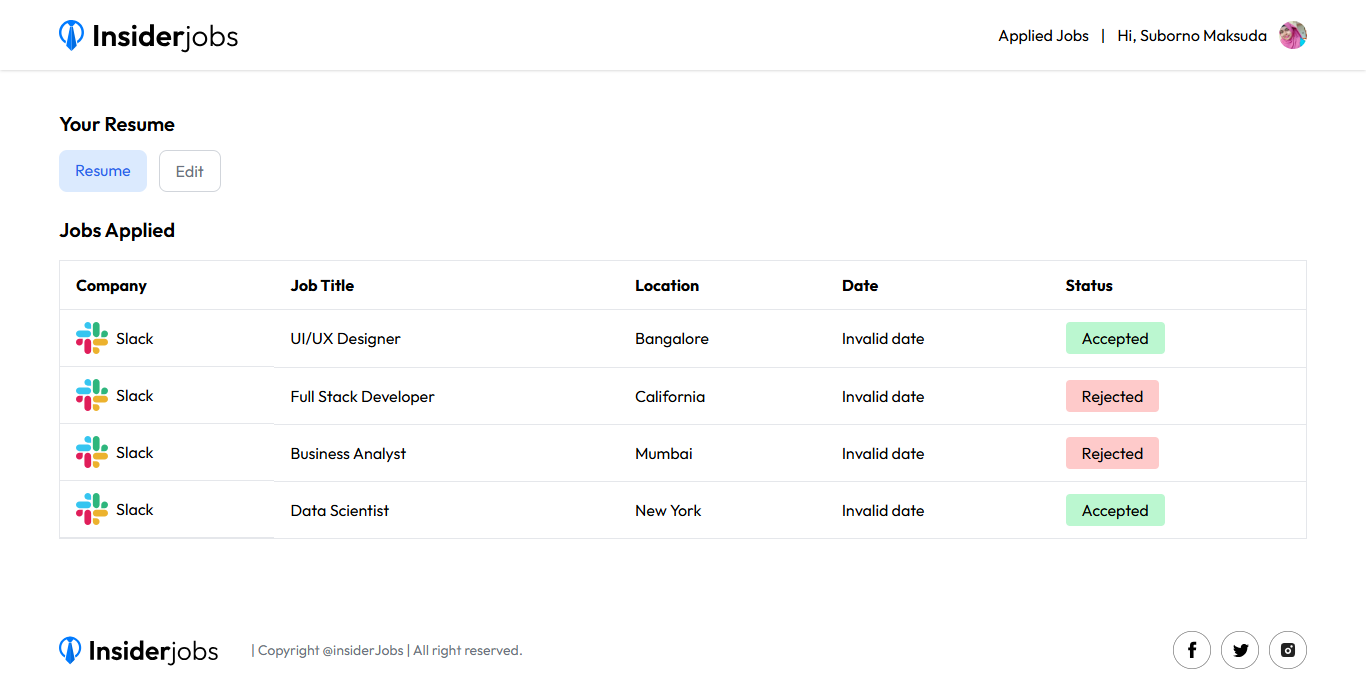 Insiderjobs
Applied Jobs | Hi, Suborno Maksuda
Your Resume
Resume Edit
Jobs Applied
Company Job Title Location Date Status
Slack UI/UX Designer Bangalore Invalid date Accepted
Slack Full Stack Developer California Invalid date Rejected
Slack Business Analyst Mumbai Invalid date Rejected
Slack Data Scientist New York Invalid date Accepted
Insiderjobs | Copyright @insiderJobs | All right reserved.